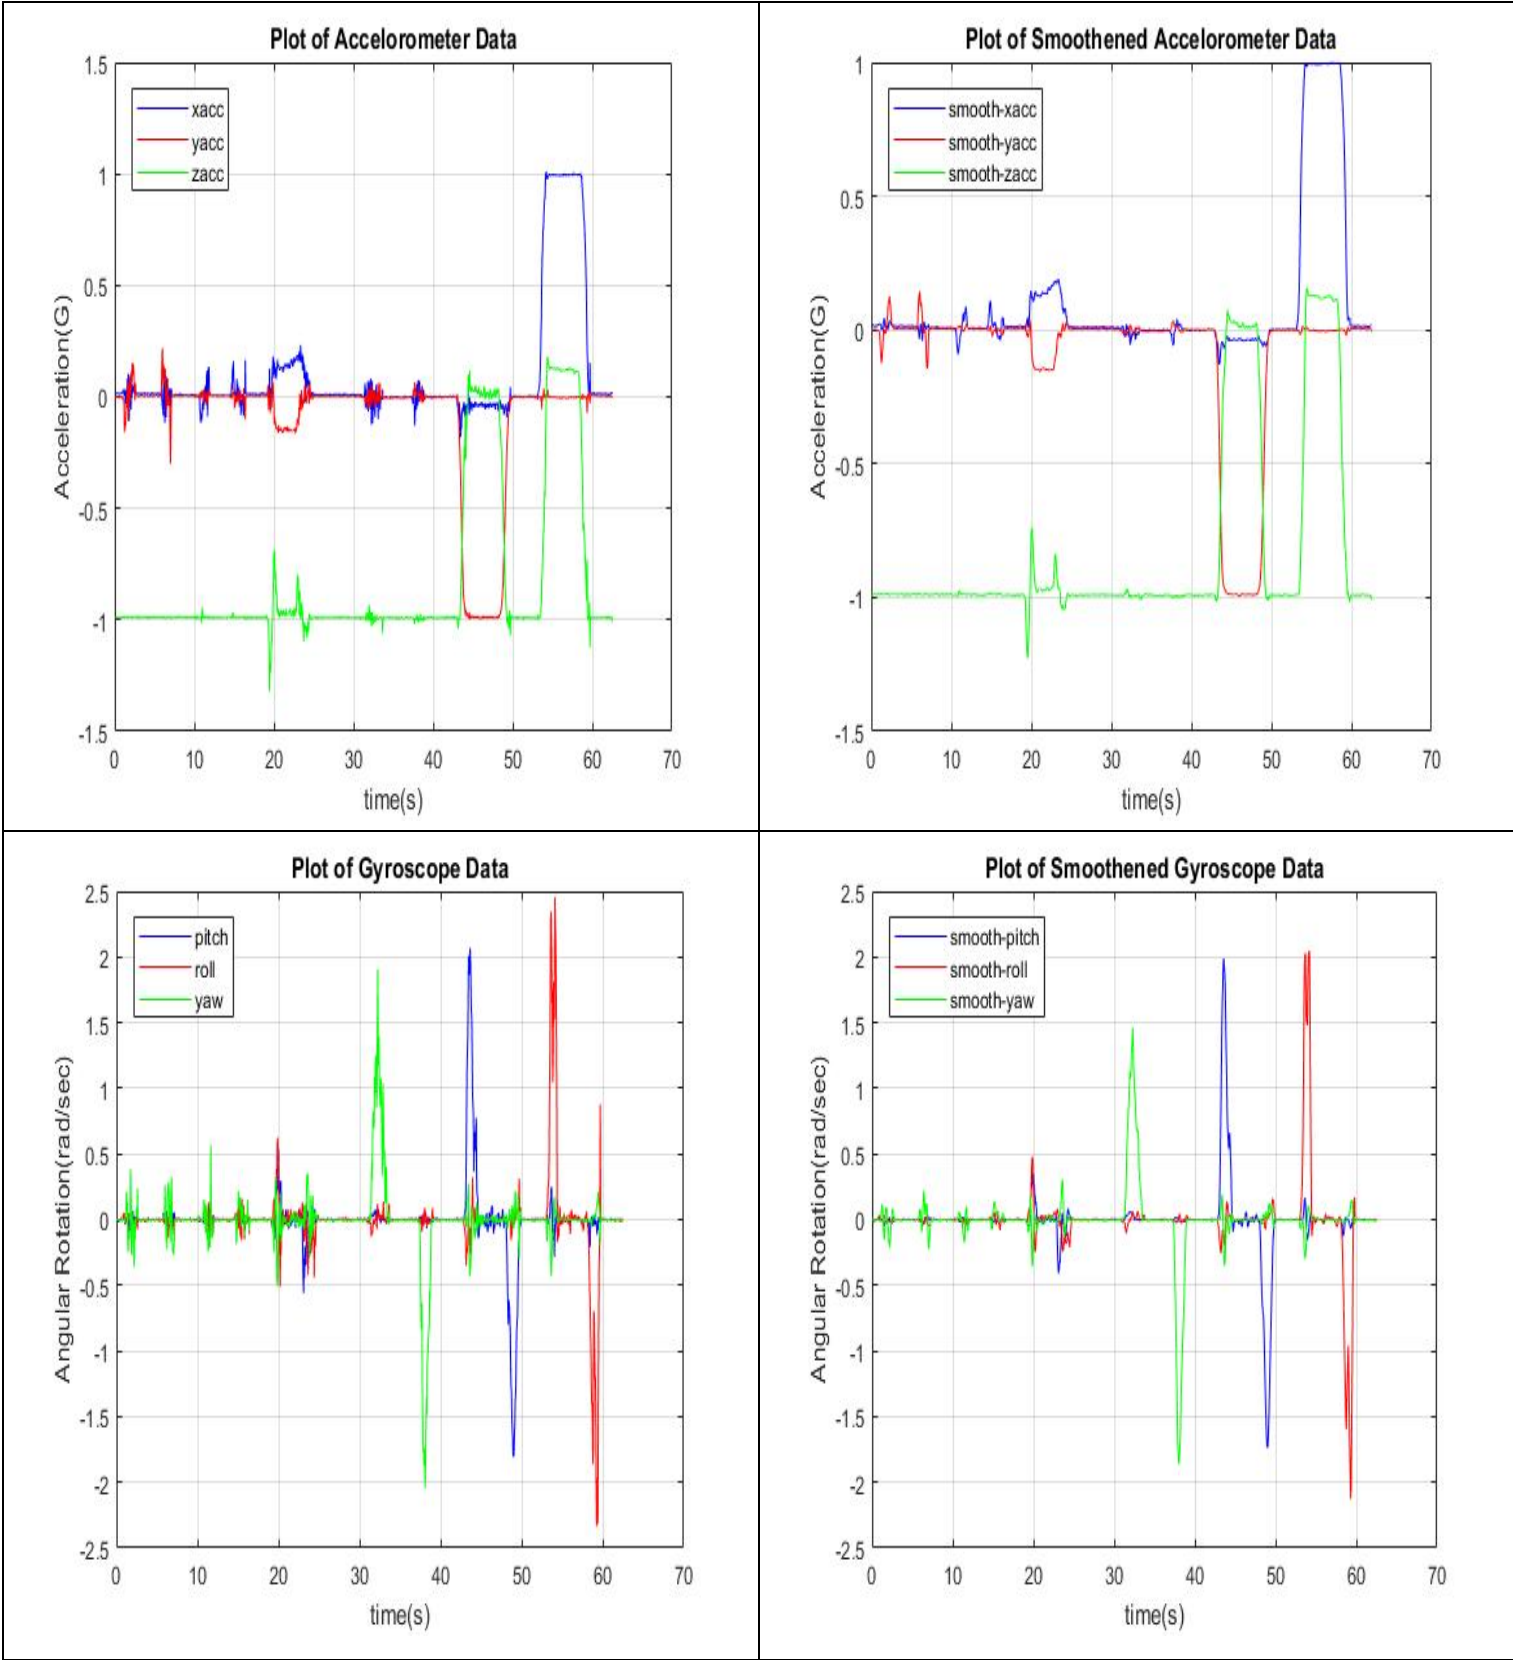 Plot of Accelorometer Data
1.5
1
0.5
0
-0.5
-1
-1.5
xacc
yacc
zacc
Acceleration(G)
0 10 20 30 40 50 60 70
time(s)
Plot of Smoothened Accelorometer Data
1
0.5
0
-0.5
-1
-1.5
smooth-xacc
smooth-yacc
smooth-zacc
Acceleration(G)
0 10 20 30 40 50 60 70
time(s)
Plot of Gyroscope Data
2.5
2
1.5
1
0.5
0
-0.5
-1
-1.5
-2
-2.5
pitch
roll
yaw
Angular Rotation(rad/sec)
0 10 20 30 40 50 60 70
time(s)
Plot of Smoothened Gyroscope Data
2.5
2
1.5
1
0.5
0
-0.5
-1
-1.5
-2
-2.5
smooth-pitch
smooth-roll
smooth-yaw
Angular Rotation(rad/sec)
0 10 20 30 40 50 60 70
time(s)